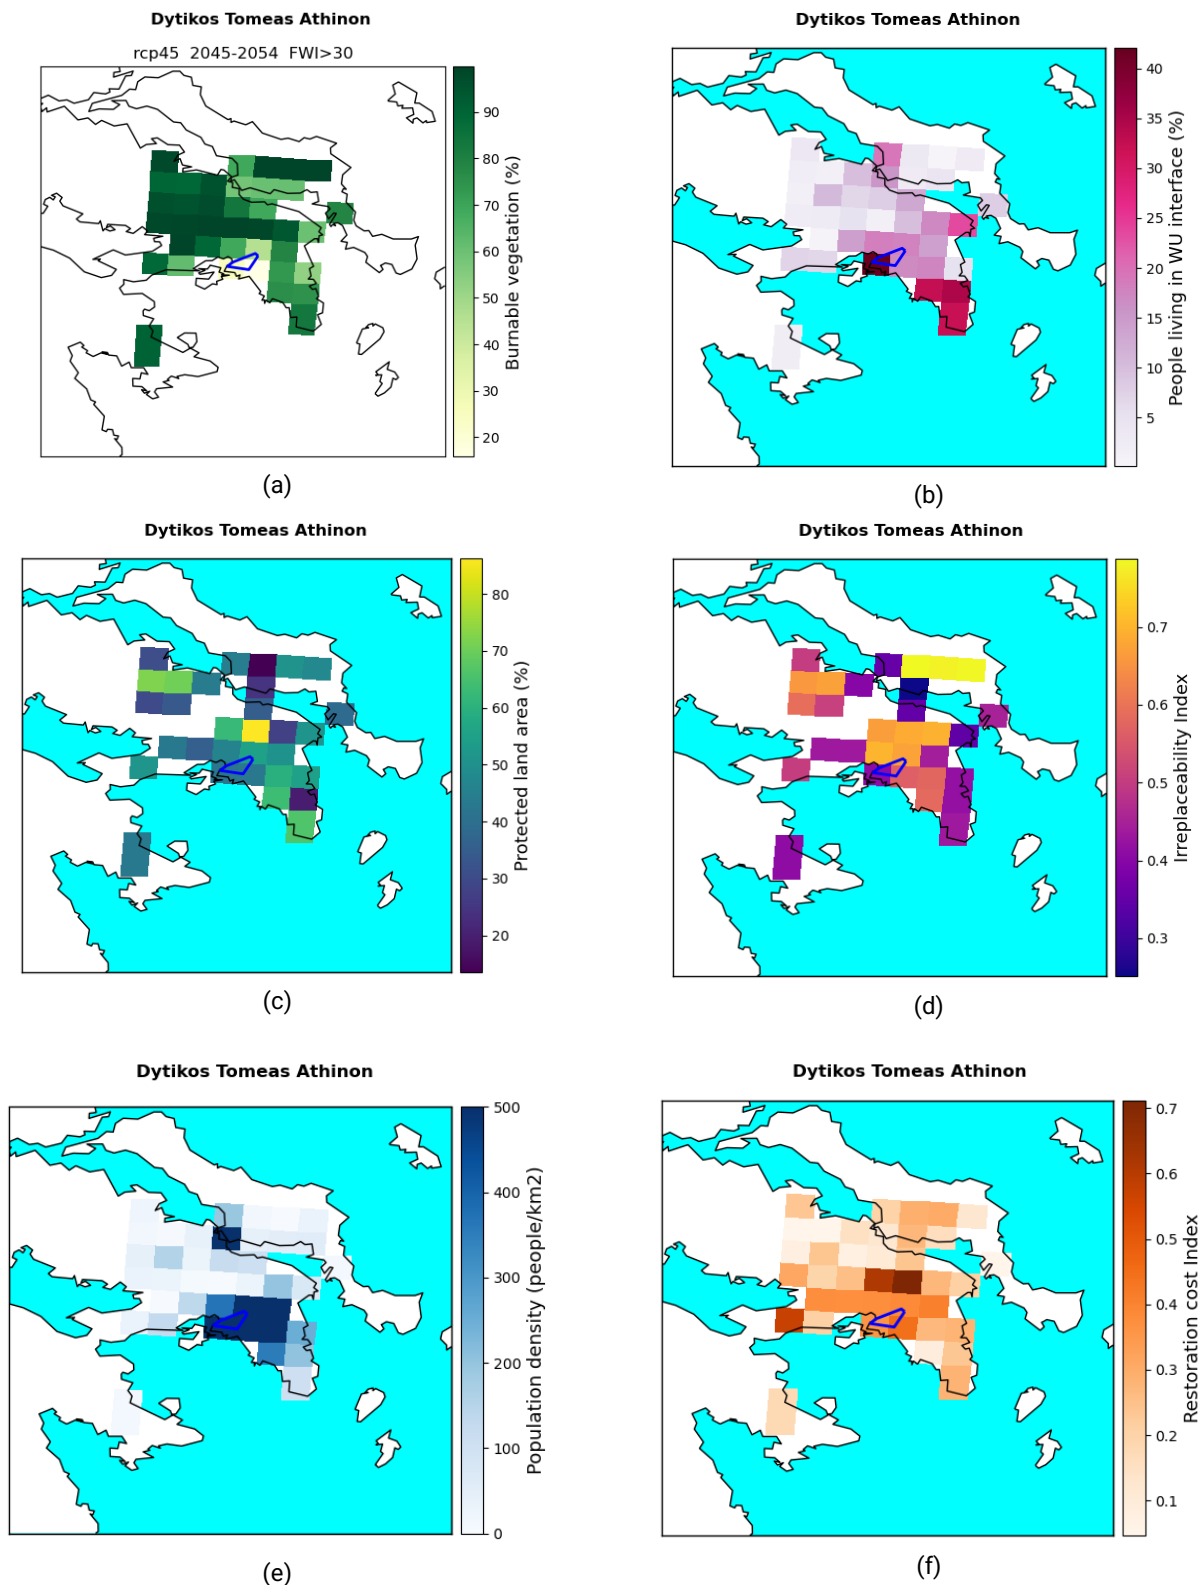 Dytikos Tomeas Athinon
rcp45 2045-2054 FWI>30
90
80
70
60
50
40
30
20
Burnable vegetation (%)
(a)
Dytikos Tomeas Athinon
40
35
30
25
20
15
10
5
People living in WU interface (%)
(b)
Dytikos Tomeas Athinon
80
70
60
50
40
30
20
Protected land area (%)
(c)
Dytikos Tomeas Athinon
0.7
0.6
0.5
0.4
0.3
Irreplaceability Index
(d)
Dytikos Tomeas Athinon
500
400
300
200
100
0
Population density (people/km2)
(e)
Dytikos Tomeas Athinon
0.7
0.6
0.5
0.4
0.3
0.2
0.1
Restoration cost Index
(f)